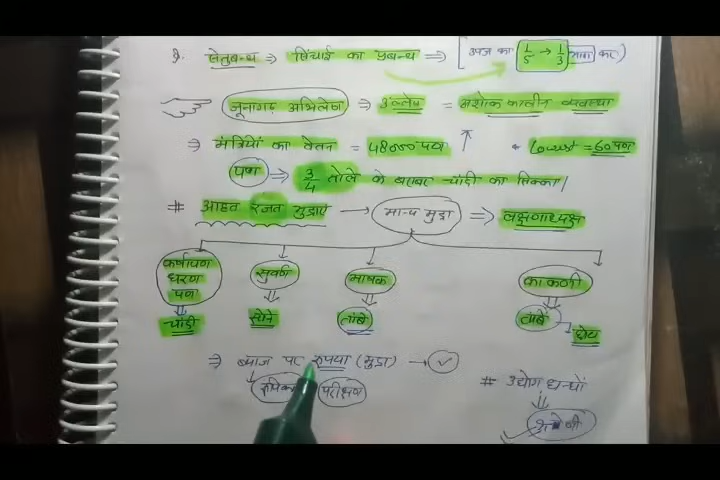 सेतुबन्ध ⇒ सिंचाई का प्रबन्ध ⇒ [उपज का 1/5 → 1/3 भाग कर)
जूनागढ़ अभिलेख ⇒ उल्लेख = अशोक कालीन व्यवस्था
⇒ मंत्रियों का वेतन = 48000 पण = 60 पण
पण ⇒ 3/4 तोले के बराबर चाँदी का सिक्का/
# आहत रजत मुद्राएं → मान्य मुद्रा ⇒ लक्षणाध्यक्ष
कर्षापण सुवर्ण माषक काकणी
धरण
पण
चाँदी सोने तांबे तांबे → छोटा
⇒ ब्याज पर रुपया (मुद्रा) → ✓
परीक्षण
# उद्योग धन्धों
श्रेणी